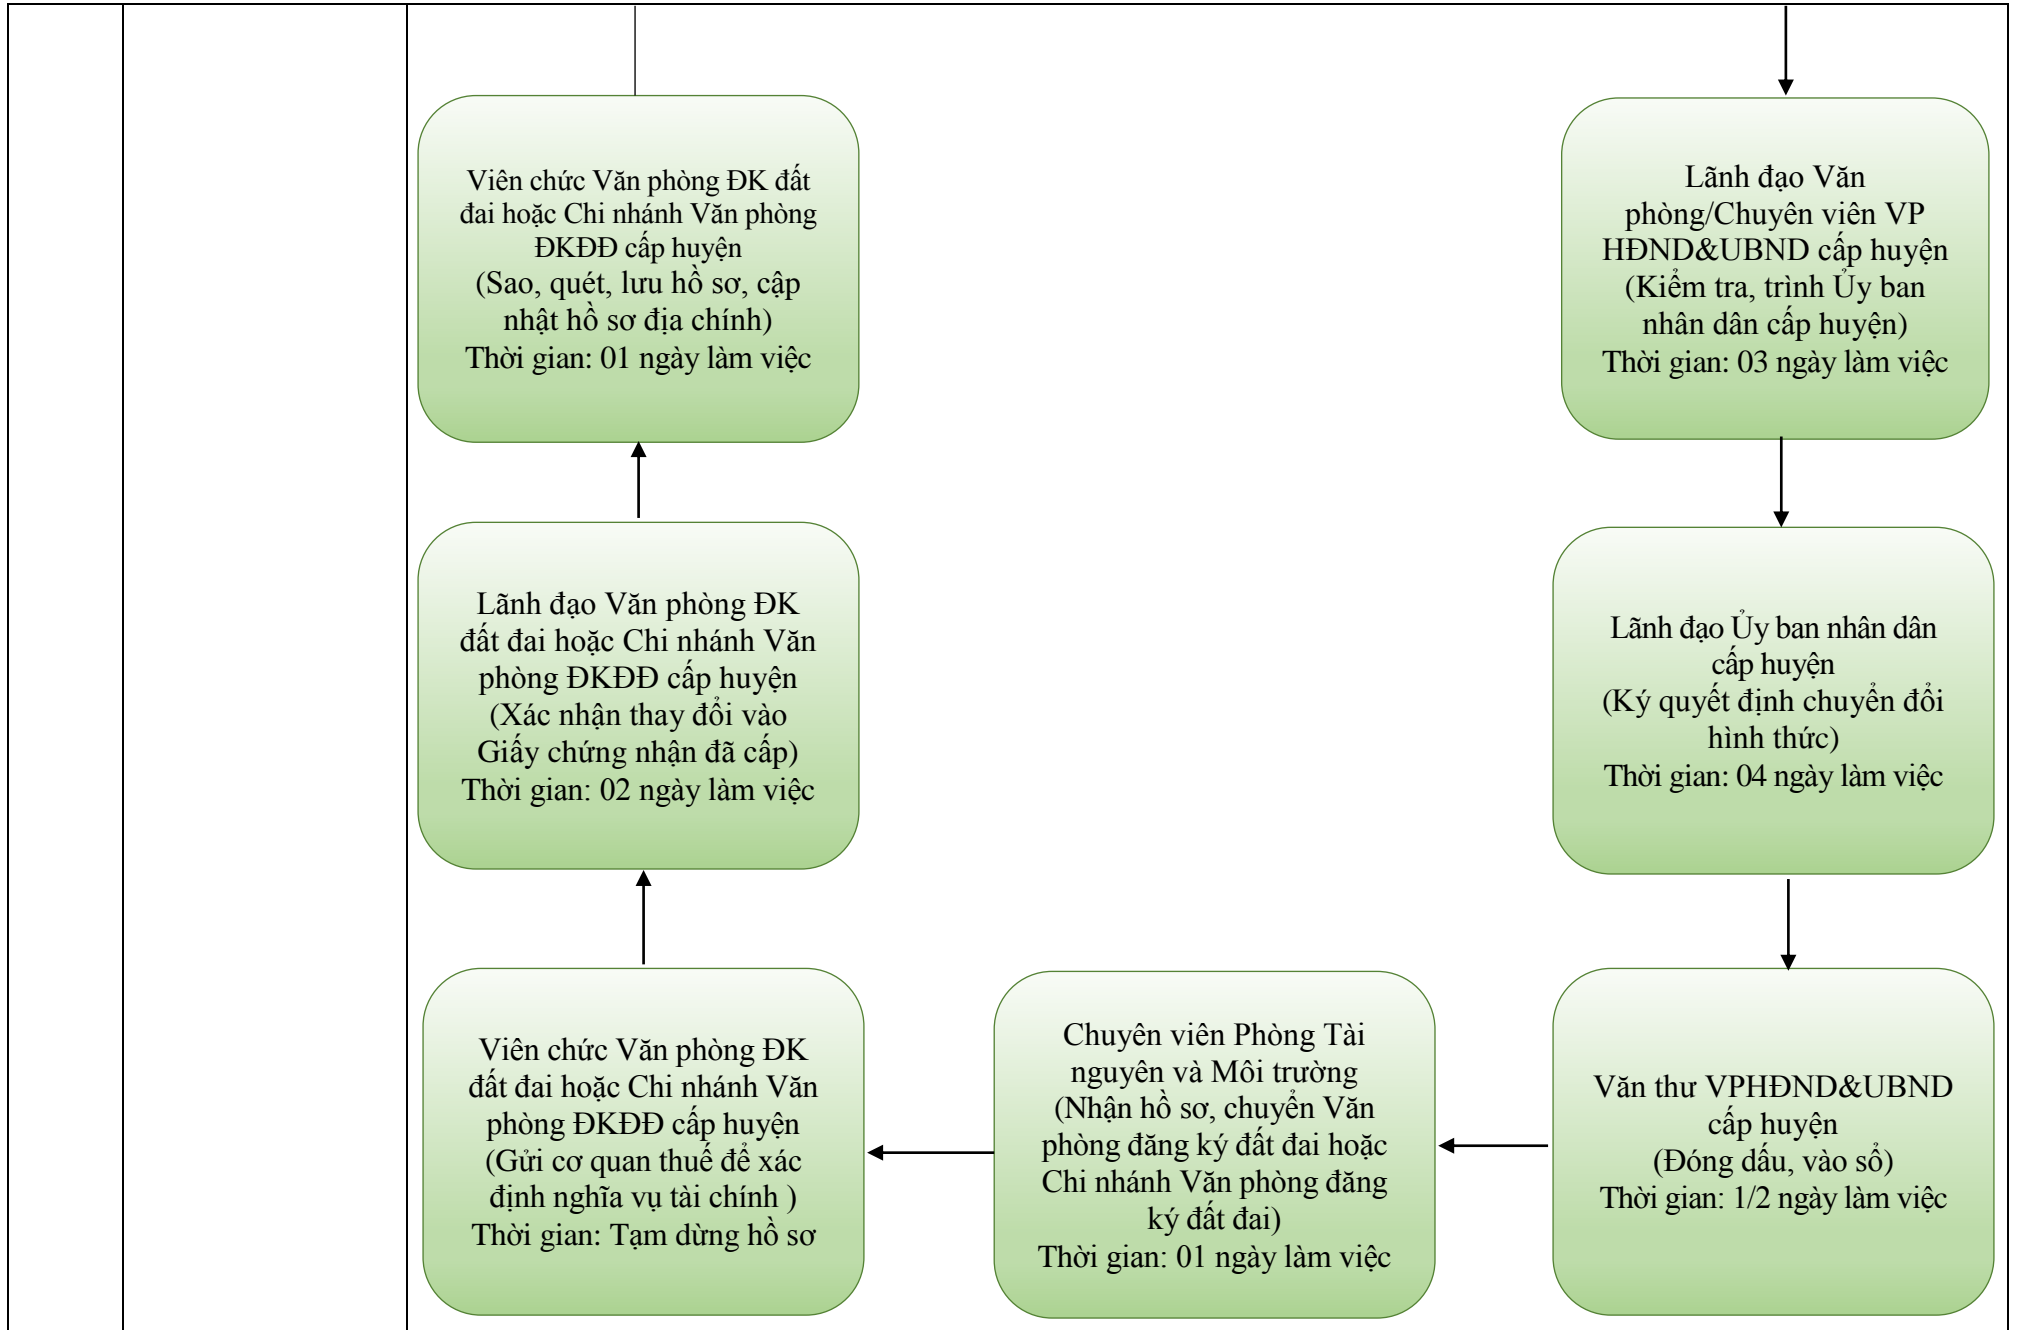 Viên chức Văn phòng ĐK đất
đai hoặc Chi nhánh Văn phòng
ĐKĐĐ cấp huyện
(Sao, quét, lưu hồ sơ, cập
nhật hồ sơ địa chính)
Thời gian: 01 ngày làm việc
Lãnh đạo Văn
phòng/Chuyên viên VP
HĐND&UBND cấp huyện
(Kiểm tra, trình Ủy ban
nhân dân cấp huyện)
Thời gian: 03 ngày làm việc
Lãnh đạo Văn phòng ĐK
đất đai hoặc Chi nhánh Văn
phòng ĐKĐĐ cấp huyện
(Xác nhận thay đổi vào
Giấy chứng nhận đã cấp)
Thời gian: 02 ngày làm việc
Lãnh đạo Ủy ban nhân dân
cấp huyện
(Ký quyết định chuyển đổi
hình thức)
Thời gian: 04 ngày làm việc
Viên chức Văn phòng ĐK
đất đai hoặc Chi nhánh Văn
phòng ĐKĐĐ cấp huyện
(Gửi cơ quan thuế để xác
định nghĩa vụ tài chính )
Thời gian: Tạm dừng hồ sơ
Chuyên viên Phòng Tài
nguyên và Môi trường
(Nhận hồ sơ, chuyển Văn
phòng đăng ký đất đai hoặc
Chi nhánh Văn phòng đăng
ký đất đai)
Thời gian: 01 ngày làm việc
Văn thư VPHĐND&UBND
cấp huyện
(Đóng dấu, vào sổ)
Thời gian: 1/2 ngày làm việc